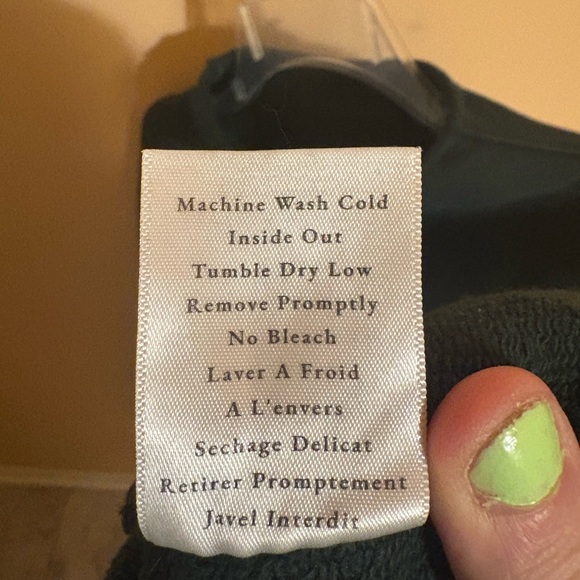 Machine Wash Cold
Inside Out
Tumble Dry Low
Remove Promptly
No Bleach
Laver A Froid
A L'envers
Sechage Delicat
Retirer Promptement
Javel Interdit